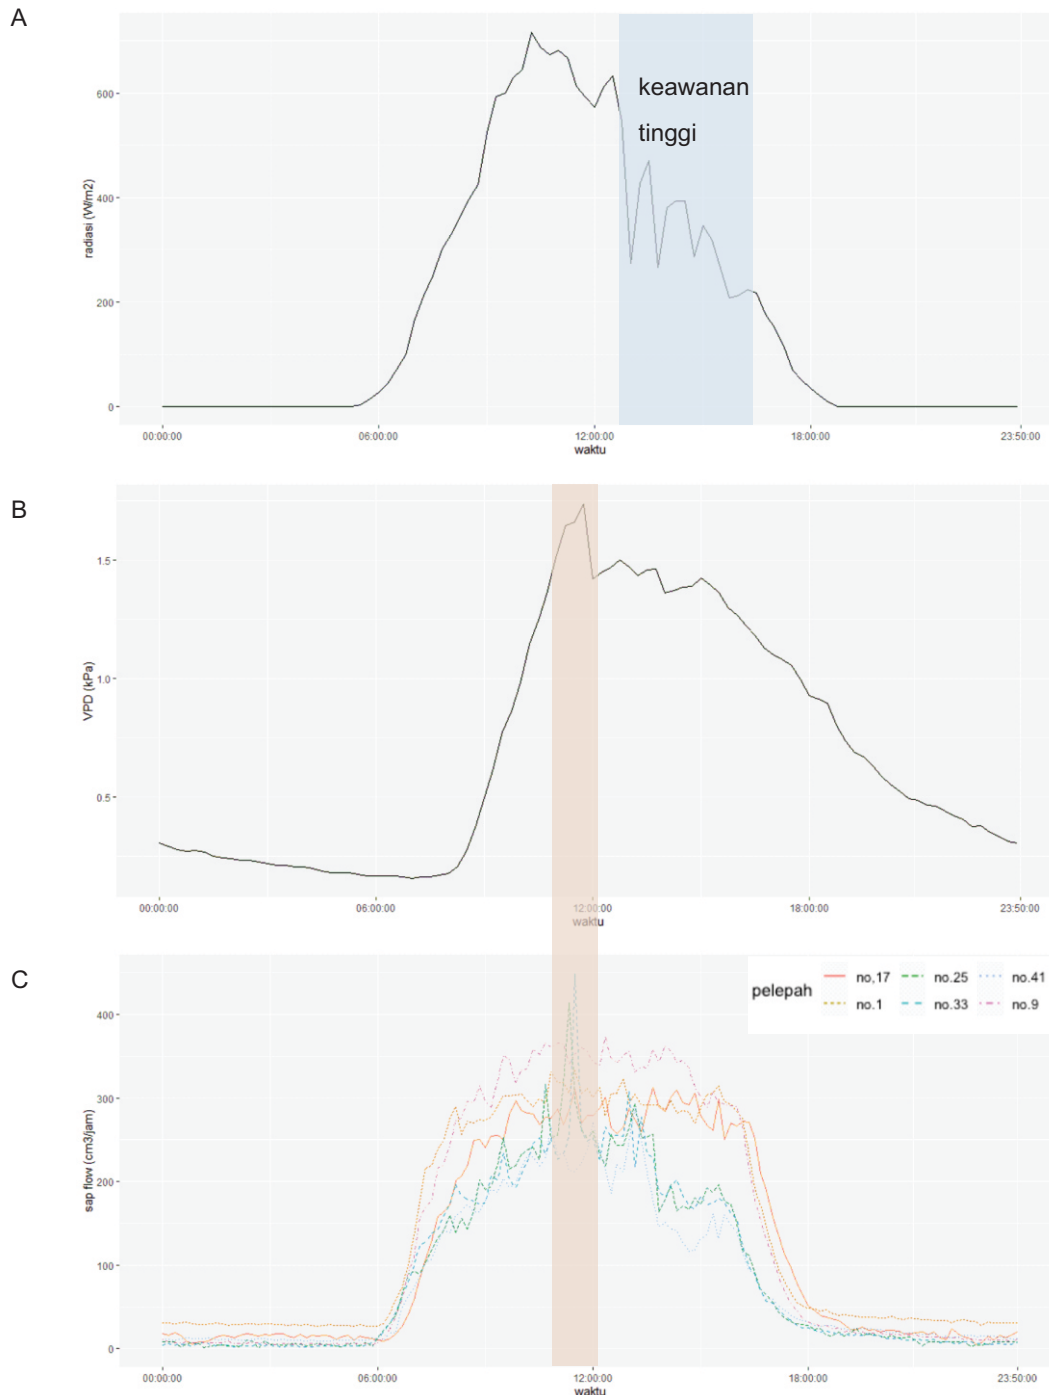 A
keawanan
tinggi
radiasi (W/m2)
600
400
200
0
00:00:00 06:00:00 12:00:00 18:00:00 23:50:00
waktu
B
VPD (kPa)
1.5
1.0
0.5
00:00:00 06:00:00 12:00:00 18:00:00 23:50:00
waktu
C
pelepah no,17 no.25 no.41
no.1 no.33 no.9
sap flow (cm3/jam)
400
300
200
100
0
00:00:00 06:00:00 12:00:00 18:00:00 23:50:00
waktu